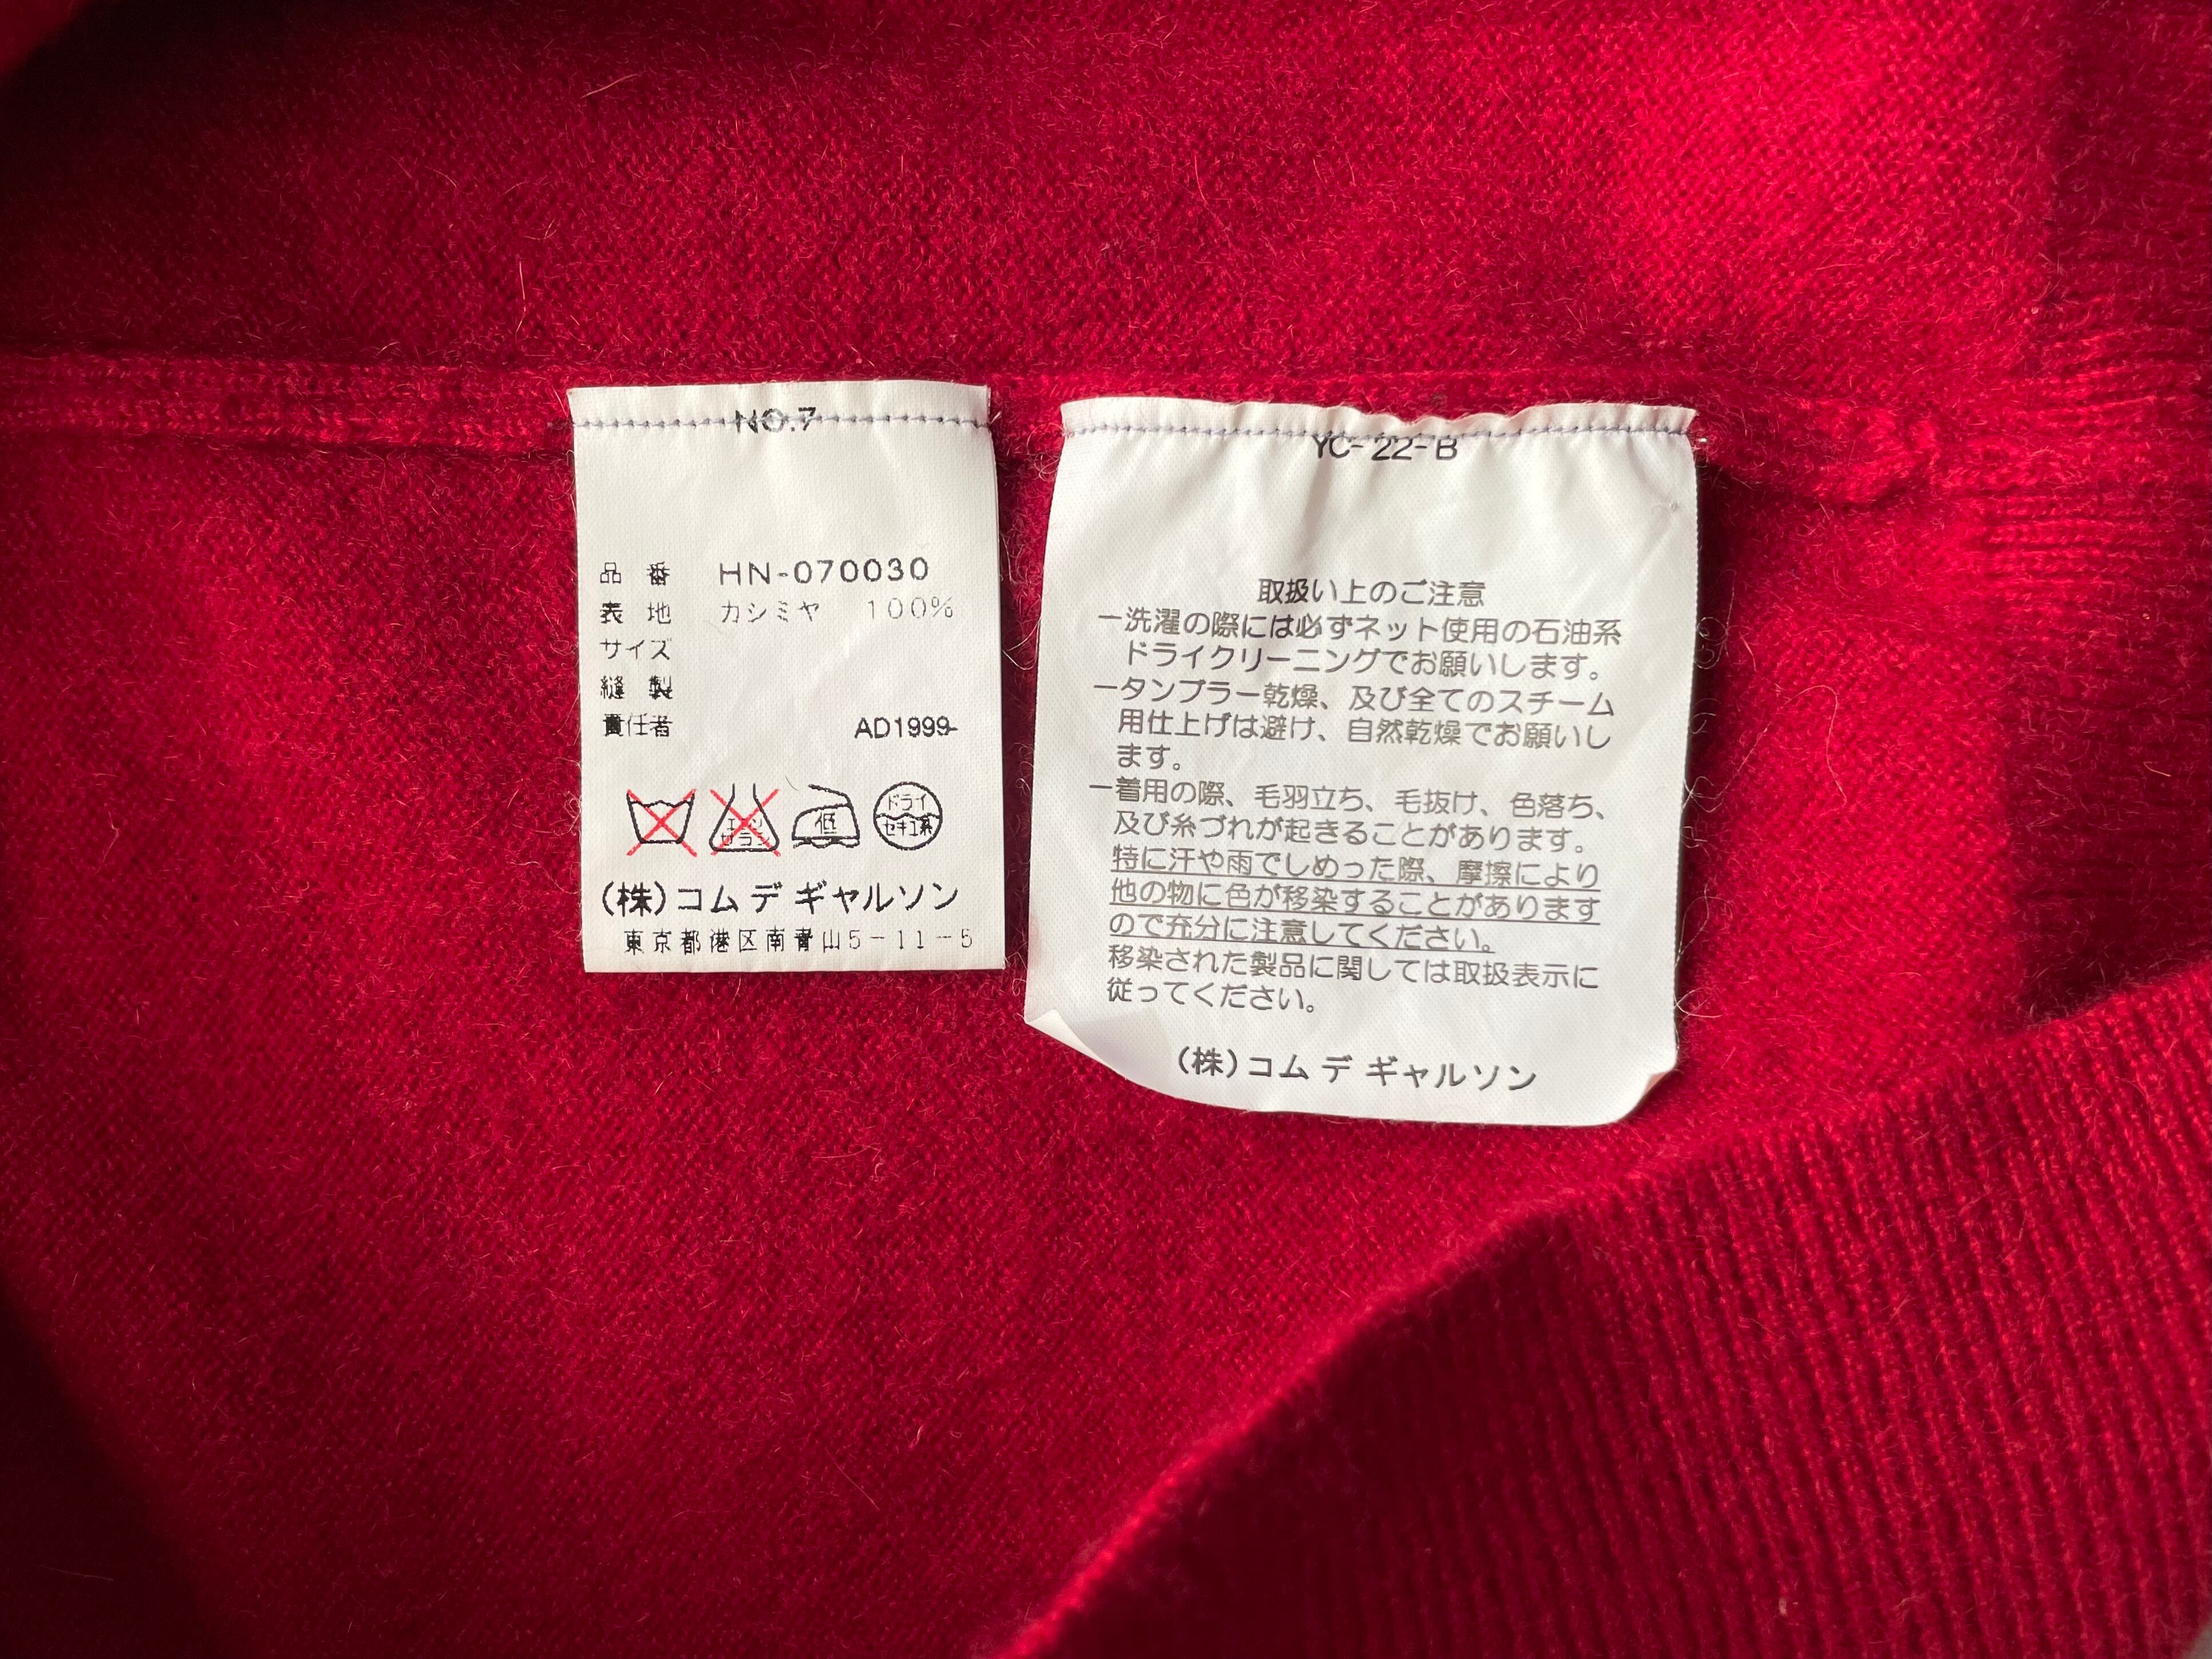 NO.7
品番 HN-070030
表地 カシミヤ 100%
サイズ
縫製
責任者 AD1999
エンソ
サラシ
低
ドライ
セキユ系
(株)コム デ ギャルソン
東京都港区南青山5-11-5
YC-22-B
取扱い上のご注意
ー洗濯の際には必ずネット使用の石油系
ドライクリーニングでお願いします。
ータンブラー乾燥、及び全てのスチーム
用仕上げは避け、自然乾燥でお願いし
ます。
ー着用の際、毛羽立ち、毛抜け、色落ち、
及び糸づれが起きることがあります。
特に汗や雨でしめった際、摩擦により
他の物に色が移染することがあります
ので充分に注意してください。
移染された製品に関しては取扱表示に
従ってください。
(株)コム デ ギャルソン